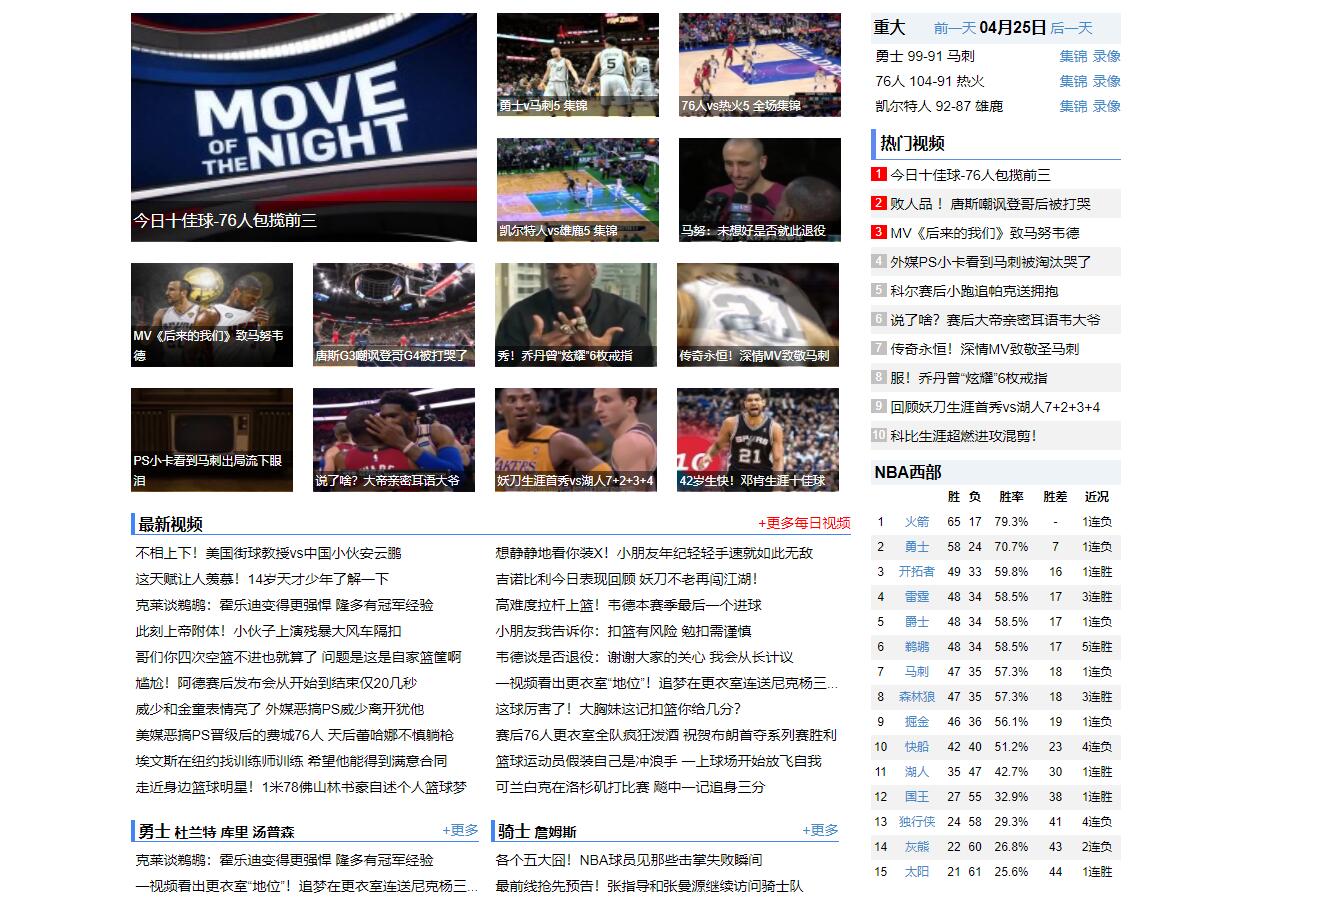 MOVE
OF THE NIGHT
今日十佳球-76人包揽前三
勇士v马刺5 集锦
76人vs热火5 全场集锦
凯尔特人vs雄鹿5 集锦
马努：未想好是否就此退役
MV《后来的我们》致马努韦
德
唐斯G3嘲讽登哥G4被打哭了
秀！乔丹曾“炫耀”6枚戒指
传奇永恒！深情MV致敬马刺
PS小卡看到马刺出局流下眼
泪
说了啥？大帝亲密耳语大爷
妖刀生涯首秀vs湖人7+2+3+4
42岁生快！邓肯生涯十佳球
最新视频
+更多每日视频
不相上下！美国街球教授vs中国小伙安云鹏
想静静地看你装X！小朋友年纪轻轻手速就如此无敌
这天赋让人羡慕！14岁天才少年了解一下
吉诺比利今日表现回顾 妖刀不老再闯江湖！
克莱谈鹈鹕：霍乐迪变得更强悍 隆多有冠军经验
高难度拉杆上篮！韦德本赛季最后一个进球
此刻上帝附体！小伙子上演残暴大风车隔扣
小朋友我告诉你：扣篮有风险 勉扣需谨慎
哥们你四次空篮不进也就算了 问题是这是自家篮筐啊
韦德谈是否退役：谢谢大家的关心 我会从长计议
尴尬！阿德赛后发布会从开始到结束仅20几秒
一视频看出更衣室“地位”！追梦在更衣室连送尼克杨三...
威少和金童表情亮了 外媒恶搞PS威少离开犹他
这球厉害了！大胸妹这记扣篮你给几分？
美媒恶搞PS晋级后的费城76人 天后蕾哈娜不慎躺枪
赛后76人更衣室全队疯狂泼酒 祝贺布朗首夺系列赛胜利
埃文斯在纽约找训练师训练 希望他能得到满意合同
篮球运动员假装自己是冲浪手 一上球场开始放飞自我
走近身边篮球明星！1米78佛山林书豪自述个人篮球梦
可兰白克在洛杉矶打比赛 飚中一记追身三分
勇士 杜兰特 库里 汤普森
+更多
克莱谈鹈鹕：霍乐迪变得更强悍 隆多有冠军经验
一视频看出更衣室“地位”！追梦在更衣室连送尼克杨三...
骑士 詹姆斯
+更多
各个五大囧！NBA球员见那些击掌失败瞬间
最前线抢先预告！张指导和张曼源继续访问骑士队
重大 前一天 04月25日 后一天
勇士 99-91 马刺 集锦 录像
76人 104-91 热火 集锦 录像
凯尔特人 92-87 雄鹿 集锦 录像
热门视频
1 今日十佳球-76人包揽前三
2 败人品 ！ 唐斯嘲讽登哥后被打哭
3 MV《后来的我们》致马努韦德
4 外媒PS小卡看到马刺被淘汰哭了
5 科尔赛后小跑追帕克送拥抱
6 说了啥？赛后大帝亲密耳语韦大爷
7 传奇永恒！深情MV致敬圣马刺
8 服！乔丹曾“炫耀”6枚戒指
9 回顾妖刀生涯首秀vs湖人7+2+3+4
10 科比生涯超燃进攻混剪！
NBA西部
胜 负 胜率 胜差 近况
1 火箭 65 17 79.3% - 1连负
2 勇士 58 24 70.7% 7 1连负
3 开拓者 49 33 59.8% 16 1连胜
4 雷霆 48 34 58.5% 17 3连胜
5 爵士 48 34 58.5% 17 1连负
6 鹈鹕 48 34 58.5% 17 5连胜
7 马刺 47 35 57.3% 18 1连负
8 森林狼 47 35 57.3% 18 3连胜
9 掘金 46 36 56.1% 19 1连负
10 快船 42 40 51.2% 23 4连负
11 湖人 35 47 42.7% 30 1连胜
12 国王 27 55 32.9% 38 1连胜
13 独行侠 24 58 29.3% 41 4连负
14 灰熊 22 60 26.8% 43 2连负
15 太阳 21 61 25.6% 44 1连胜